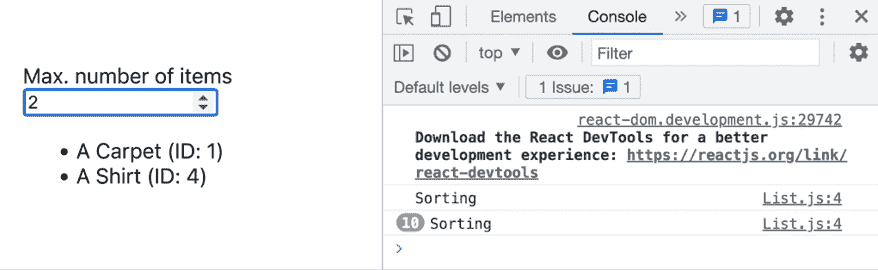 Max. number of items
2
A Carpet (ID: 1)
A Shirt (ID: 4)
Elements Console 1
top Filter
Default levels 1 Issue: 1
react-dom.development.js:29742
Download the React DevTools for a better
development experience: https://reactjs.org/link/
react-devtools
Sorting List.js:4
10 Sorting List.js:4